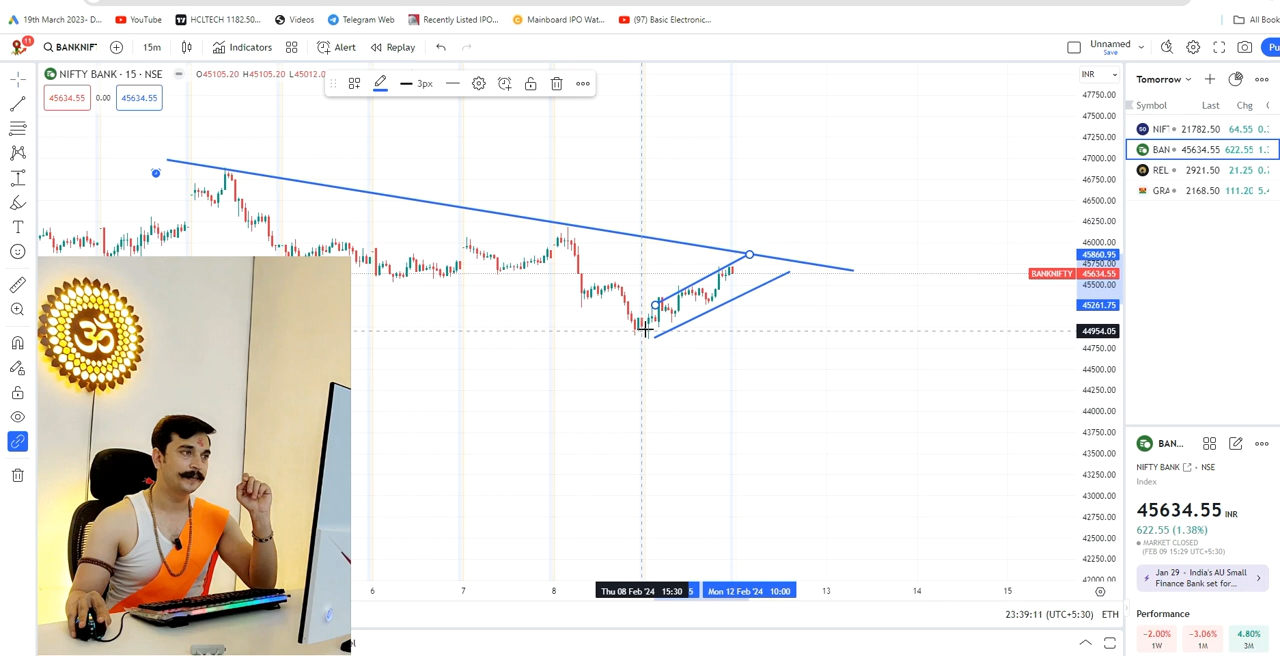 19th March 2023- D...
YouTube
HCLTECH 1182.50...
Videos
Telegram Web
Recently Listed IPO...
Mainboard IPO Wat...
(97) Basic Electronic...
All Book
11
BANKNIF
15m
Indicators
Alert
Replay
Unnamed
Save
Pu
NIFTY BANK · 15 · NSE
O45105.20 H45105.20 L45012.0
3px
45634.55
0.00
45634.55
INR
47750.00
47500.00
47250.00
47000.00
46750.00
46500.00
46250.00
46000.00
45860.95
45750.00
BANKNIFTY 45634.55
45500.00
45261.75
44954.05
44750.00
44500.00
44250.00
44000.00
43750.00
43500.00
43250.00
43000.00
42750.00
42500.00
42250.00
42000.00
6
7
8
Thu 08 Feb '24 15:30
5
Mon 12 Feb '24 10:00
13
14
15
23:39:11 (UTC+5:30) ETH
Tomorrow
Symbol Last Chg
NIF 21782.50 64.55 0.:
BAN 45634.55 622.55 1.:
REL 2921.50 21.25 0.:
GRA 2168.50 111.20 5.4
BAN...
NIFTY BANK · NSE
Index
45634.55 INR
622.55 (1.38%)
MARKET CLOSED
(FEB 09 15:29 UTC+5:30)
Jan 29 · India's AU Small
Finance Bank set for...
Performance
−2.00% −3.06% 4.80%
1W 1M 3M
ॐ